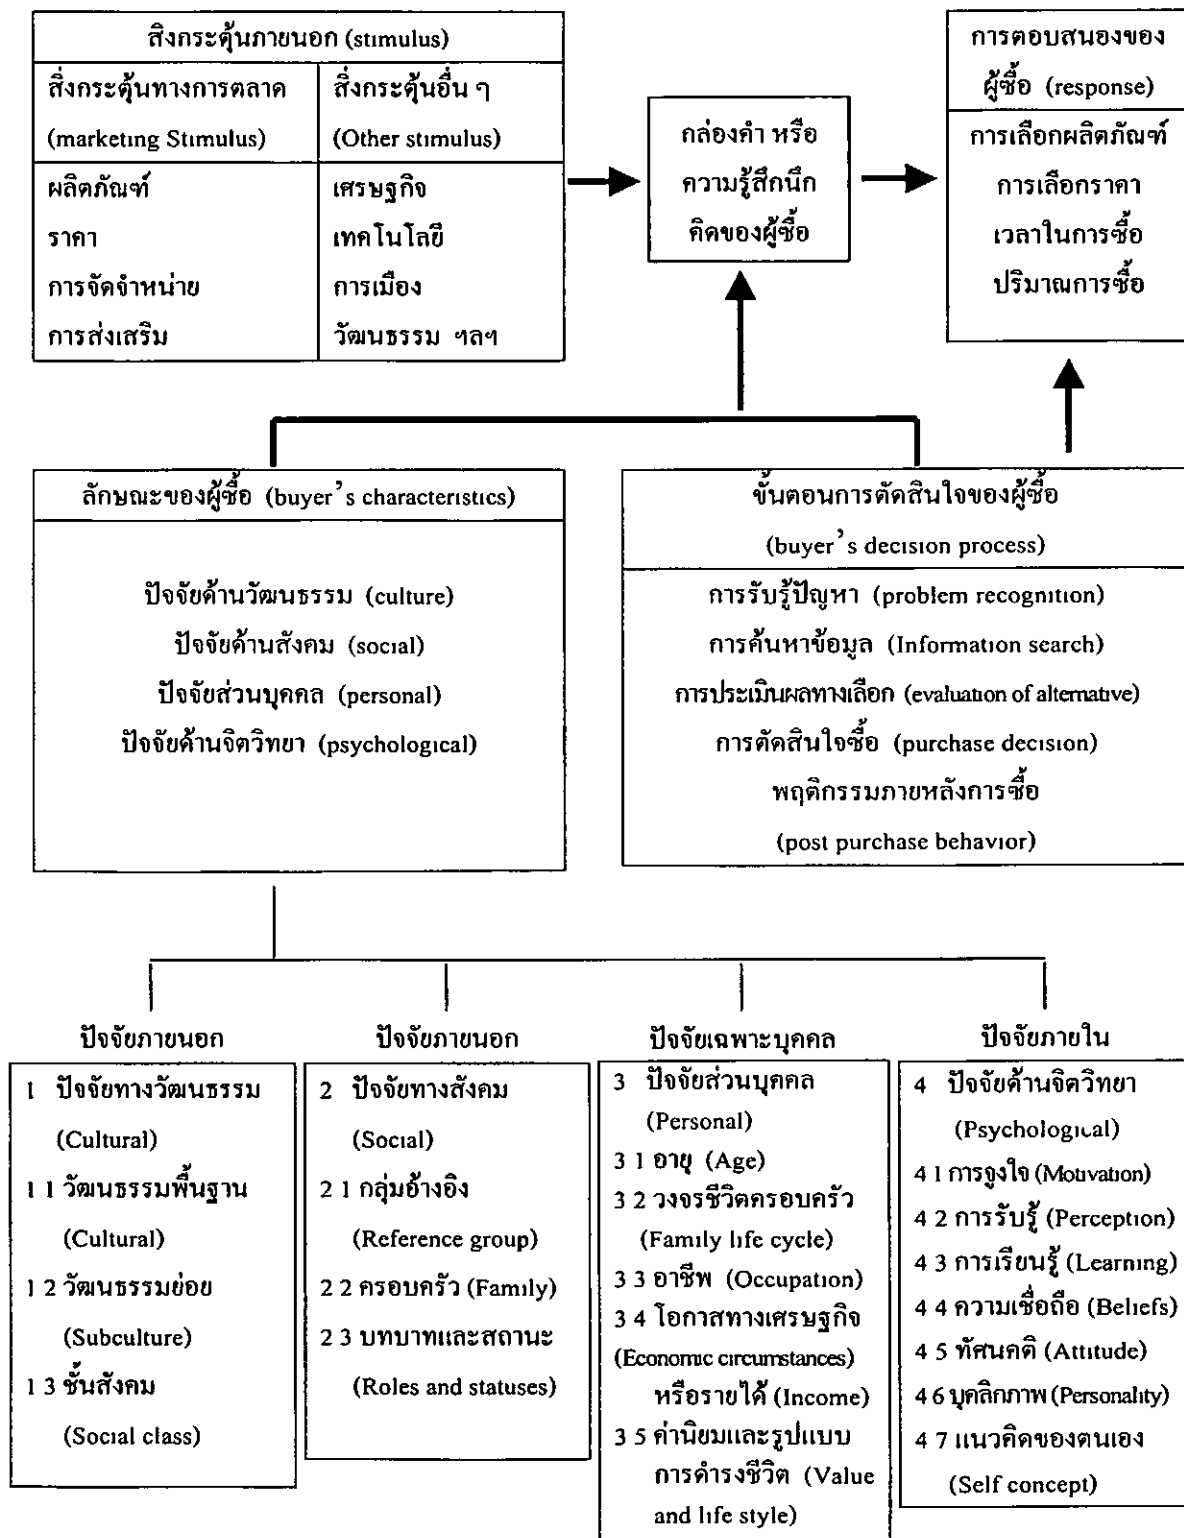 สิ่งกระตุ้นภายนอก (stimulus)
สิ่งกระตุ้นทางการตลาด
(marketing Stimulus)
ผลิตภัณฑ์
ราคา
การจัดจำหน่าย
การส่งเสริม
สิ่งกระตุ้นอื่น ๆ
(Other stimulus)
เศรษฐกิจ
เทคโนโลยี
การเมือง
วัฒนธรรม ฯลฯ
กล่องคำ หรือ
ความรู้สึกนึก
คิดของผู้ซื้อ
การตอบสนองของ
ผู้ซื้อ (response)
การเลือกผลิตภัณฑ์
การเลือกราคา
เวลาในการซื้อ
ปริมาณการซื้อ
ลักษณะของผู้ซื้อ (buyer's characteristics)
ปัจจัยด้านวัฒนธรรม (culture)
ปัจจัยด้านสังคม (social)
ปัจจัยส่วนบุคคล (personal)
ปัจจัยด้านจิตวิทยา (psychological)
ขั้นตอนการตัดสินใจของผู้ซื้อ
(buyer's decision process)
การรับรู้ปัญหา (problem recognition)
การค้นหาข้อมูล (Information search)
การประเมินผลทางเลือก (evaluation of alternative)
การตัดสินใจซื้อ (purchase decision)
พฤติกรรมภายหลังการซื้อ
(post purchase behavior)
ปัจจัยภายนอก
1 ปัจจัยทางวัฒนธรรม
(Cultural)
1 1 วัฒนธรรมพื้นฐาน
(Cultural)
1 2 วัฒนธรรมย่อย
(Subculture)
1 3 ชั้นสังคม
(Social class)
ปัจจัยภายนอก
2 ปัจจัยทางสังคม
(Social)
2 1 กลุ่มอ้างอิง
(Reference group)
2 2 ครอบครัว (Family)
2 3 บทบาทและสถานะ
(Roles and statuses)
ปัจจัยเฉพาะบุคคล
3 ปัจจัยส่วนบุคคล
(Personal)
3 1 อายุ (Age)
3 2 วงจรชีวิตครอบครัว
(Family life cycle)
3 3 อาชีพ (Occupation)
3 4 โอกาสทางเศรษฐกิจ
(Economic circumstances)
หรือรายได้ (Income)
3 5 ค่านิยมและรูปแบบ
การดำรงชีวิต (Value
and life style)
ปัจจัยภายใน
4 ปัจจัยด้านจิตวิทยา
(Psychological)
4 1 การจูงใจ (Motivation)
4 2 การรับรู้ (Perception)
4 3 การเรียนรู้ (Learning)
4 4 ความเชื่อถือ (Beliefs)
4 5 ทัศนคติ (Attitude)
4 6 บุคลิกภาพ (Personality)
4 7 แนวคิดของตนเอง
(Self concept)